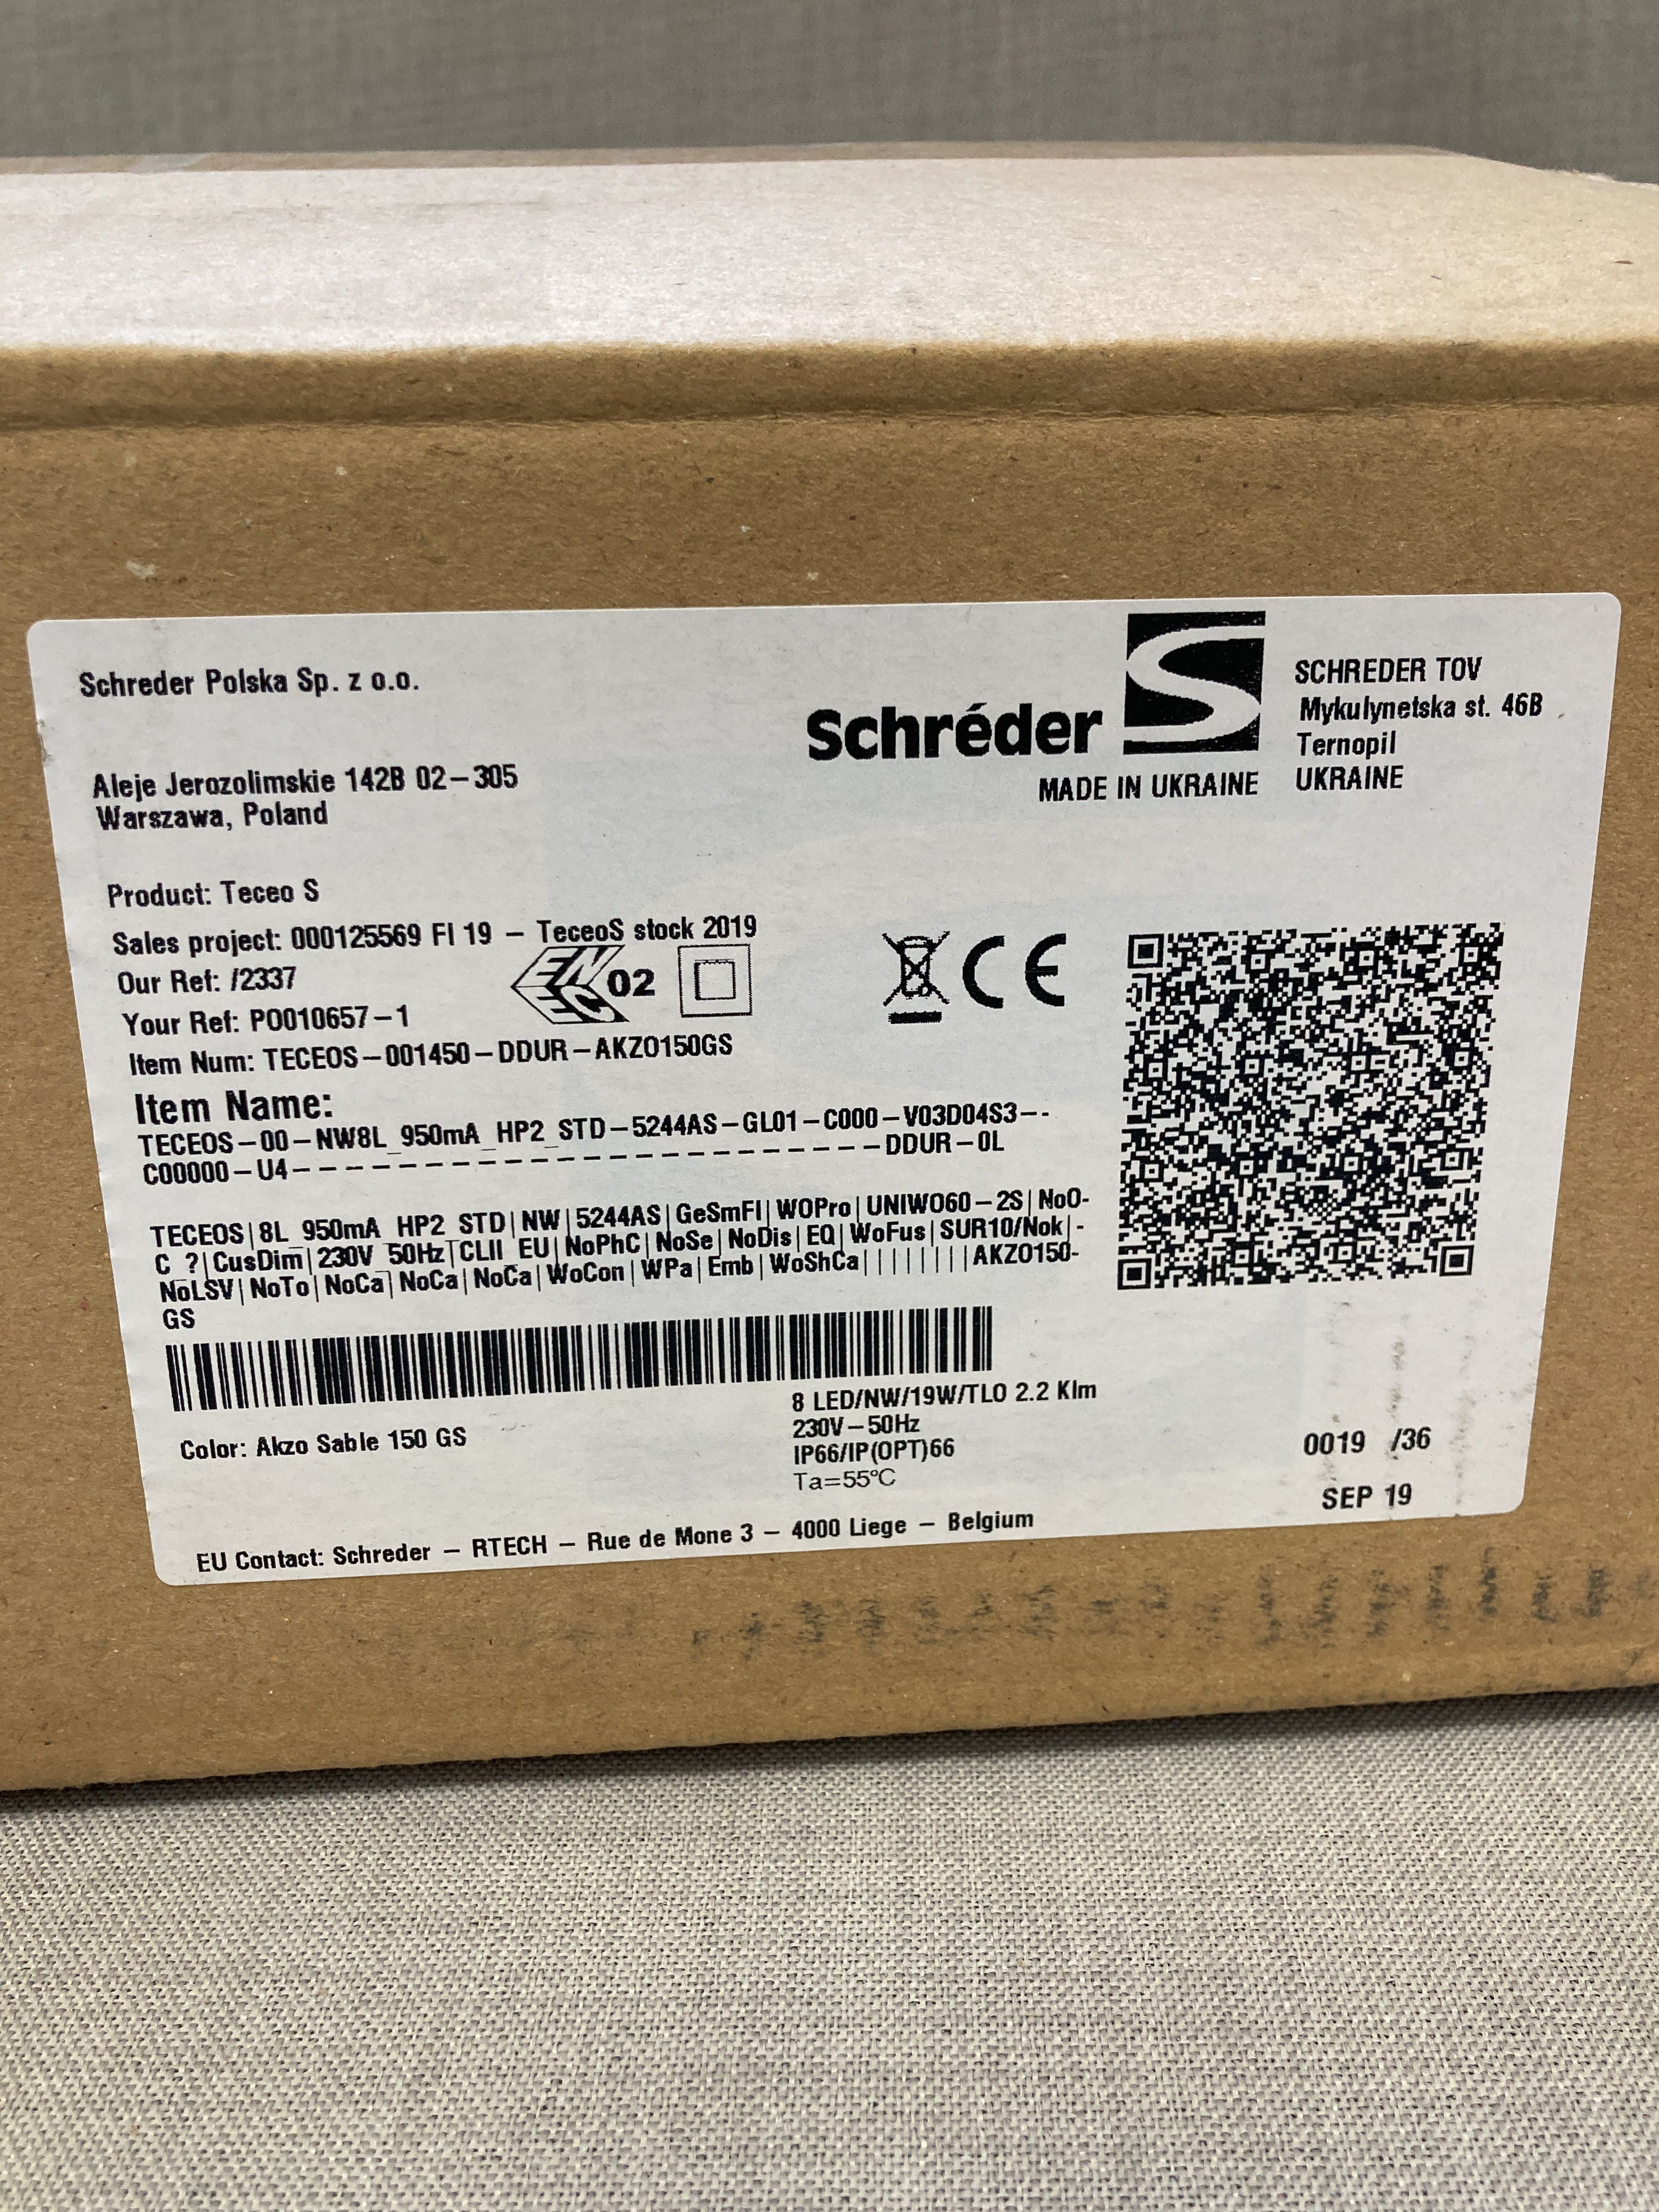 Schreder Polska Sp. z o.o.
Aleje Jerozolimskie 142B 02-305
Warszawa, Poland
Schréder
MADE IN UKRAINE
SCHREDER TOV
Mykulynetska st. 46B
Ternopil
UKRAINE
Product: Teceo S
Sales project: 000125569 FI 19 - TeceoS stock 2019
Our Ref: /2337
Your Ref: PO010657-1
ENEC 02
CE
Item Num: TECEOS-001450-DDUR-AKZO150GS
Item Name:
TECEOS-00-NW8L_950mA_HP2_STD-5244AS-GL01-C000-V03D04S3--
C00000-U4------------------------DDUR-0L
TECEOS|8L_950mA_HP2_STD|NW|5244AS|GeSmFl|WOPro|UNIWO60-2S|NoO-
C_?|CusDim|230V_50Hz|CLII_EU|NoPhC|NoSe|NoDis|EQ|WoFus|SUR10/Nok|-
NoLSV|NoTo|NoCa|NoCa|NoCa|WoCon|WPa|Emb|WoShCa||||||||AKZO150-
GS
8 LED/NW/19W/TLO 2.2 Klm
230V-50Hz
IP66/IP(OPT)66
Ta=55°C
Color: Akzo Sable 150 GS
0019 /36
SEP 19
EU Contact: Schreder - RTECH - Rue de Mone 3 - 4000 Liege - Belgium